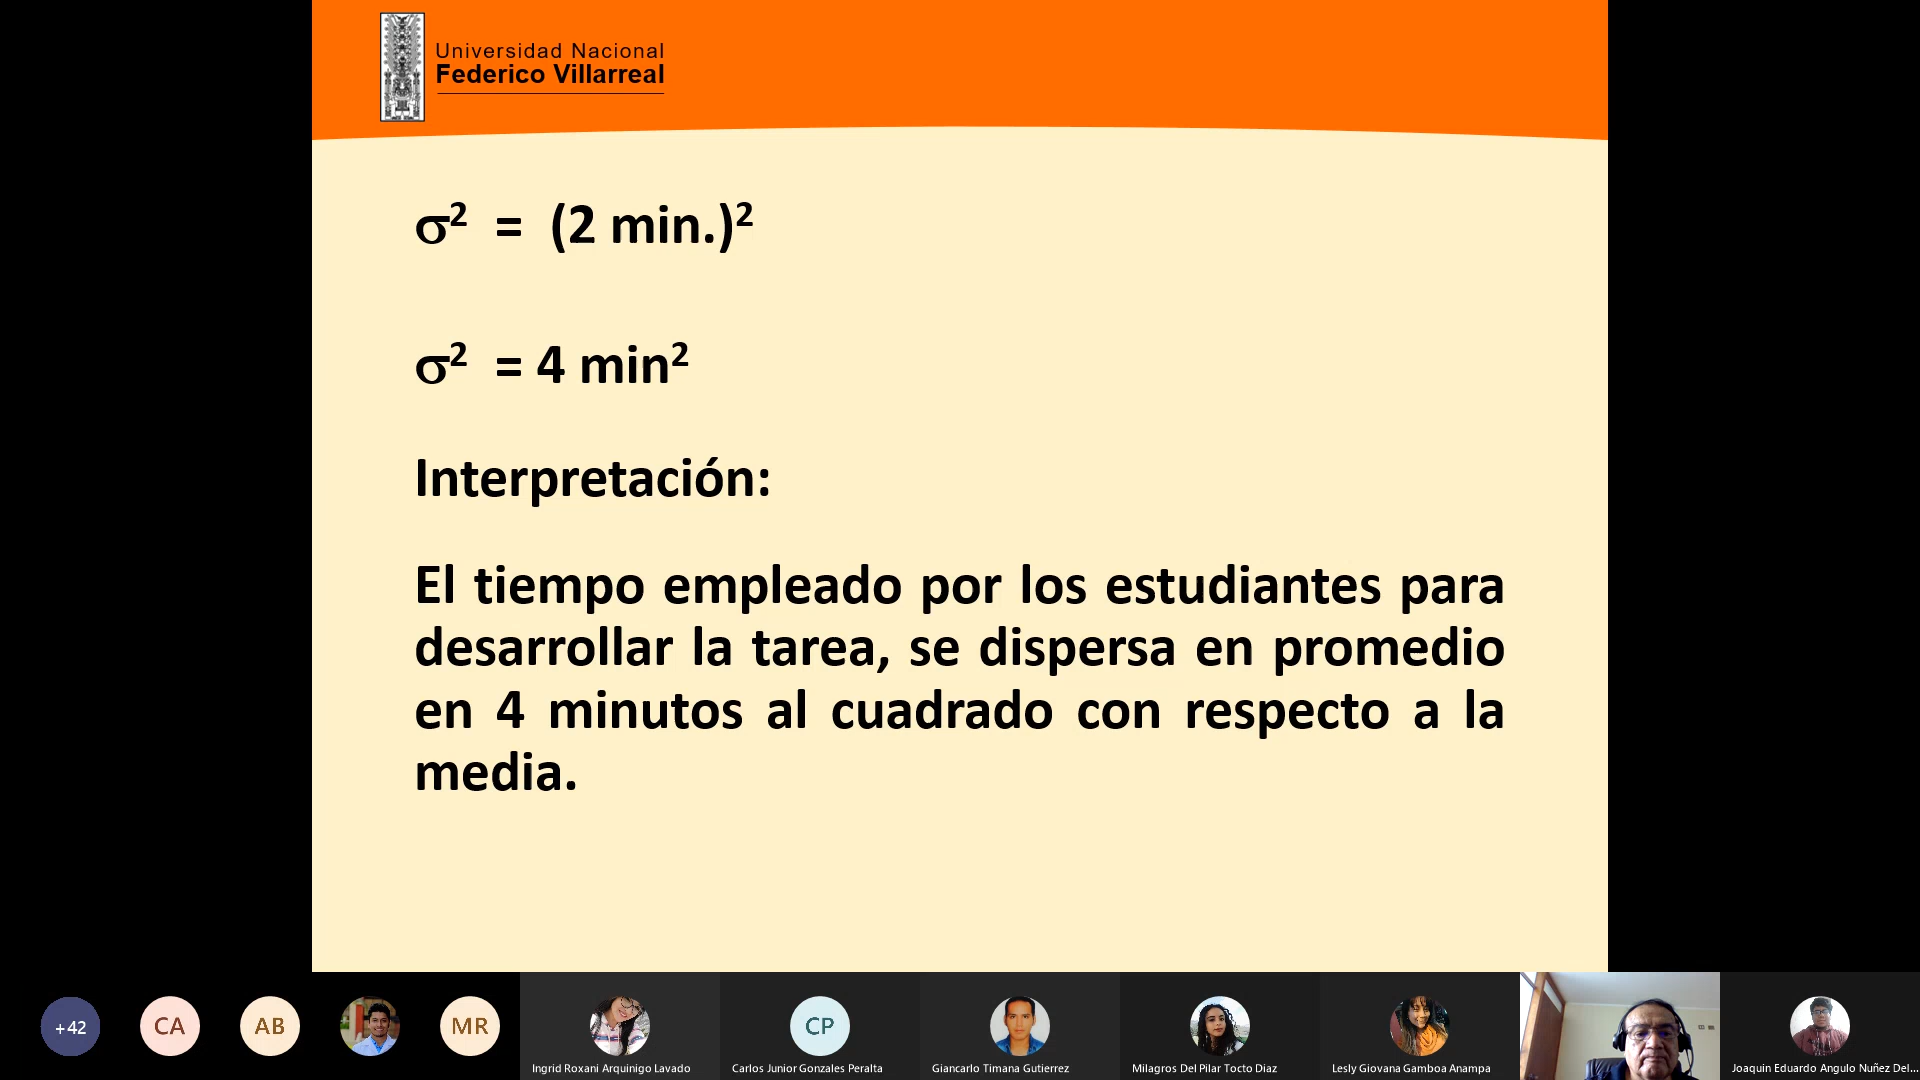 Universidad Nacional
Federico Villarreal
σ² = (2 min.)²
σ² = 4 min²
Interpretación:
El tiempo empleado por los estudiantes para
desarrollar la tarea, se dispersa en promedio
en 4 minutos al cuadrado con respecto a la
media.
+42
CA
AB
MR
CP
Ingrid Roxani Arquinigo Lavado
Carlos Junior Gonzales Peralta
Giancarlo Timana Gutierrez
Milagros Del Pilar Tocto Diaz
Lesly Giovana Gamboa Anampa
Joaquin Eduardo Angulo Nuñez Del...